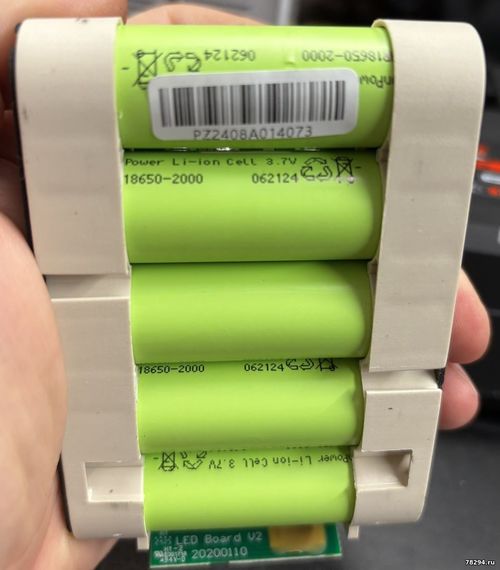 062124 18650-2000
PZ2408A014073
Power Li-ion Cell 3.7V
18650-2000 062124
18650-2000 062124
Power Li-ion Cell 3.7V
LED Board V2
20200110
78294.ru